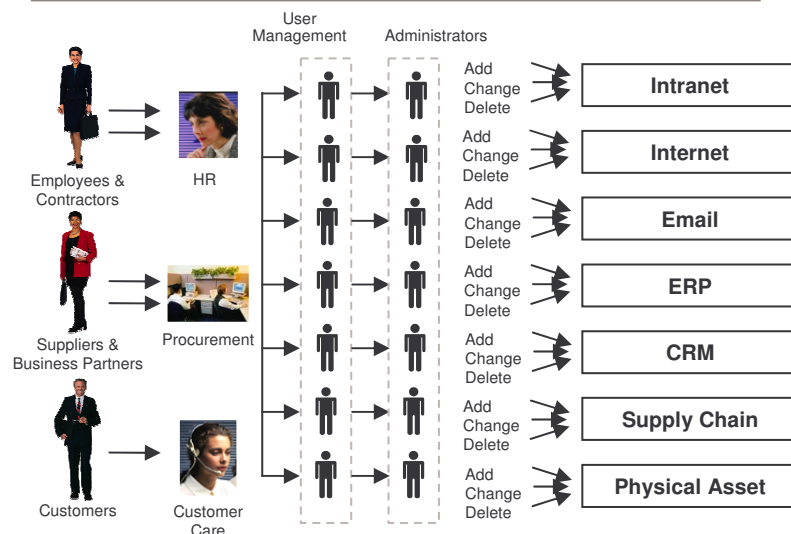 User
Management
Administrators
Add
Change
Delete
Intranet
Employees &
Contractors
HR
Add
Change
Delete
Internet
Add
Change
Delete
Email
Suppliers &
Business Partners
Procurement
Add
Change
Delete
ERP
Add
Change
Delete
CRM
Add
Change
Delete
Supply Chain
Customers
Customer
Care
Add
Change
Delete
Physical Asset